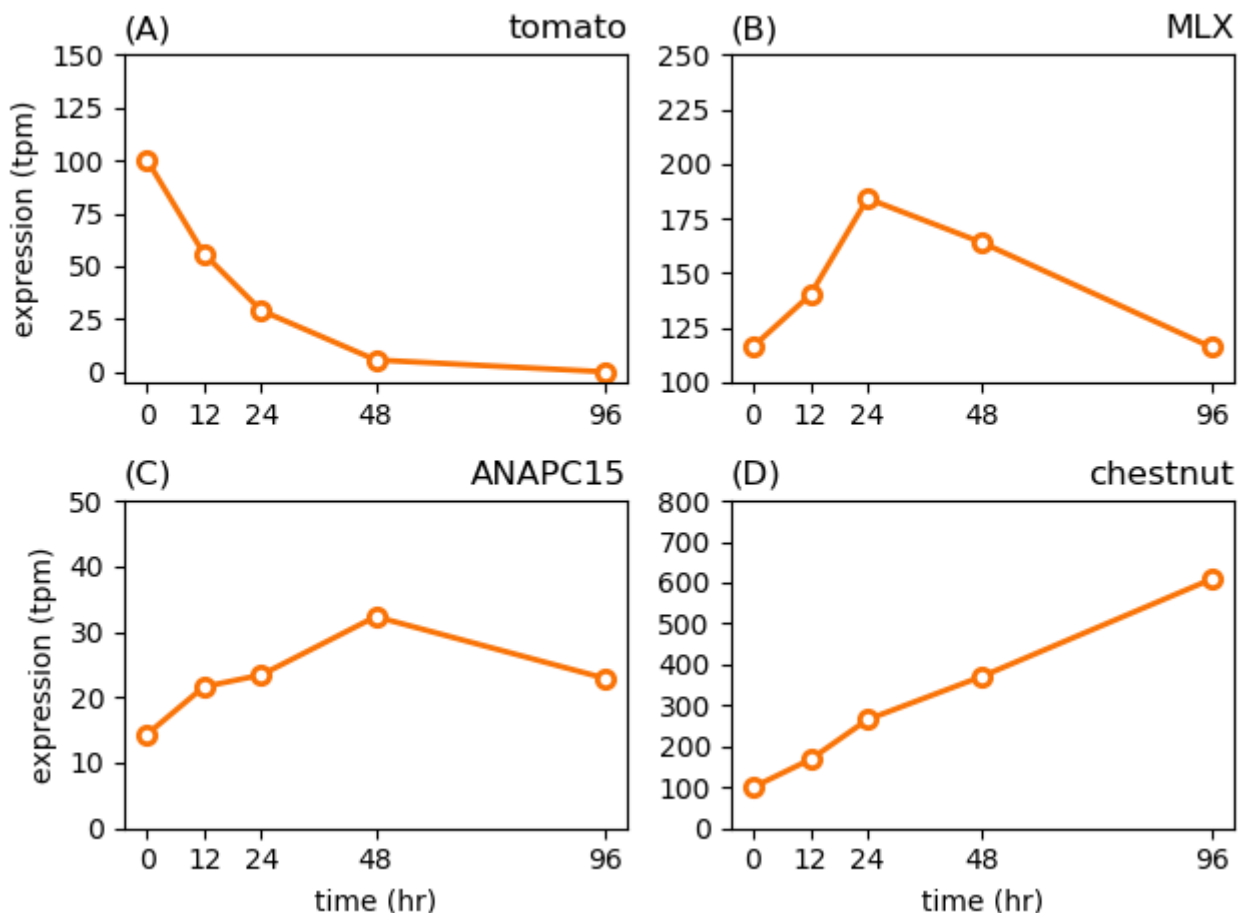 (A) tomato
150
125
100
75
50
25
0
expression (tpm)
0 12 24 48 96
(B) MLX
250
225
200
175
150
125
100
0 12 24 48 96
(C) ANAPC15
50
40
30
20
10
0
expression (tpm)
0 12 24 48 96
time (hr)
(D) chestnut
800
700
600
500
400
300
200
100
0
0 12 24 48 96
time (hr)